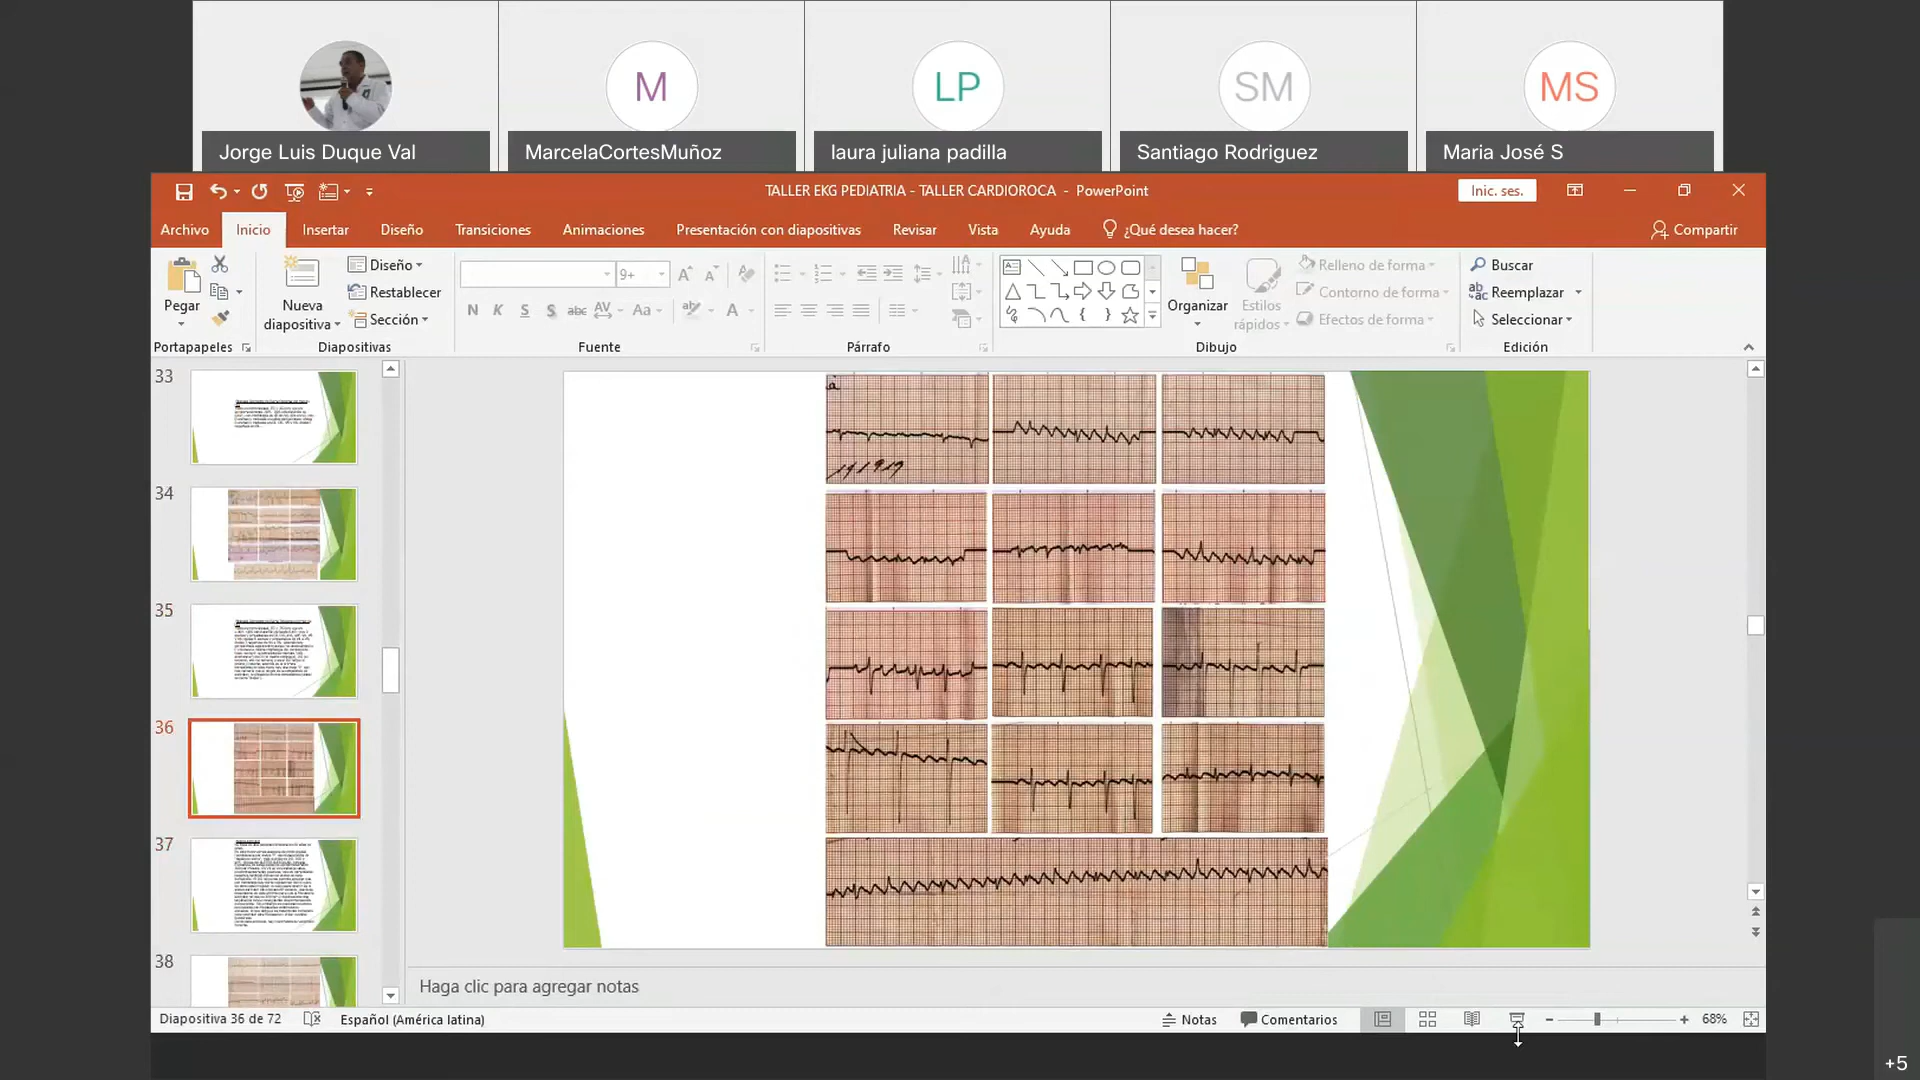 M
LP
SM
MS
Jorge Luis Duque Val
MarcelaCortesMuñoz
laura juliana padilla
Santiago Rodriguez
Maria José S
TALLER EKG PEDIATRIA - TALLER CARDIOROCA - PowerPoint
Inic. ses.
Archivo
Inicio
Insertar
Diseño
Transiciones
Animaciones
Presentación con diapositivas
Revisar
Vista
Ayuda
¿Qué desea hacer?
Compartir
Pegar
Portapapeles
Nueva
diapositiva
Diseño
Restablecer
Sección
Diapositivas
9+
N K S S abc AV Aa A
Fuente
Párrafo
Organizar
Estilos
rápidos
Relleno de forma
Contorno de forma
Efectos de forma
Dibujo
Buscar
Reemplazar
Seleccionar
Edición
33
34
35
36
37
38
Haga clic para agregar notas
Diapositiva 36 de 72
Español (América latina)
Notas
Comentarios
68%
+5